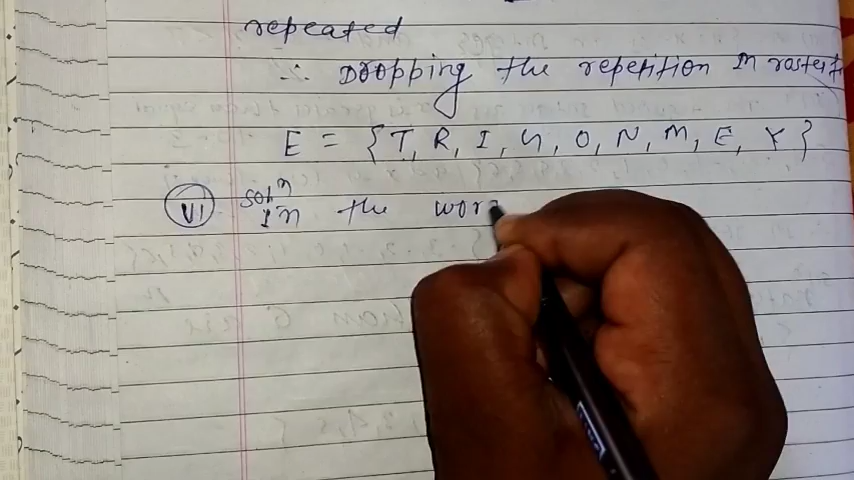 repeated
∴ Dropping the repetition In roster f
E = { T, R, I, G, O, N, M, E, Y }
VI Solⁿ
In the wor